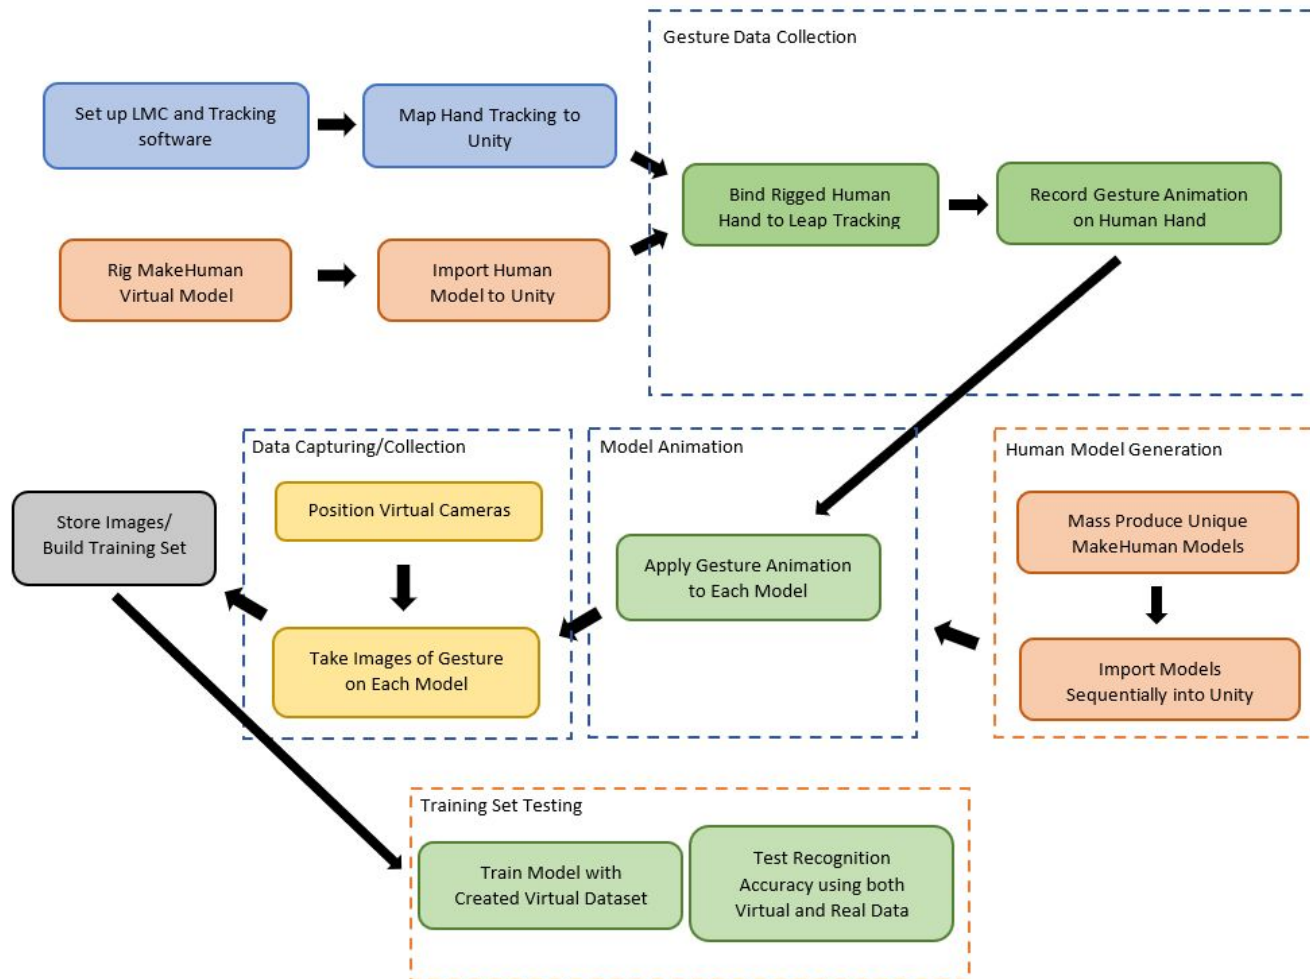 Gesture Data Collection
Set up LMC and Tracking
software
Map Hand Tracking to
Unity
Bind Rigged Human
Hand to Leap Tracking
Record Gesture Animation
on Human Hand
Rig MakeHuman
Virtual Model
Import Human
Model to Unity
Data Capturing/Collection
Model Animation
Human Model Generation
Position Virtual Cameras
Store Images/
Build Training Set
Mass Produce Unique
MakeHuman Models
Apply Gesture Animation
to Each Model
Take Images of Gesture
on Each Model
Import Models
Sequentially into Unity
Training Set Testing
Train Model with
Created Virtual Dataset
Test Recognition
Accuracy using both
Virtual and Real Data